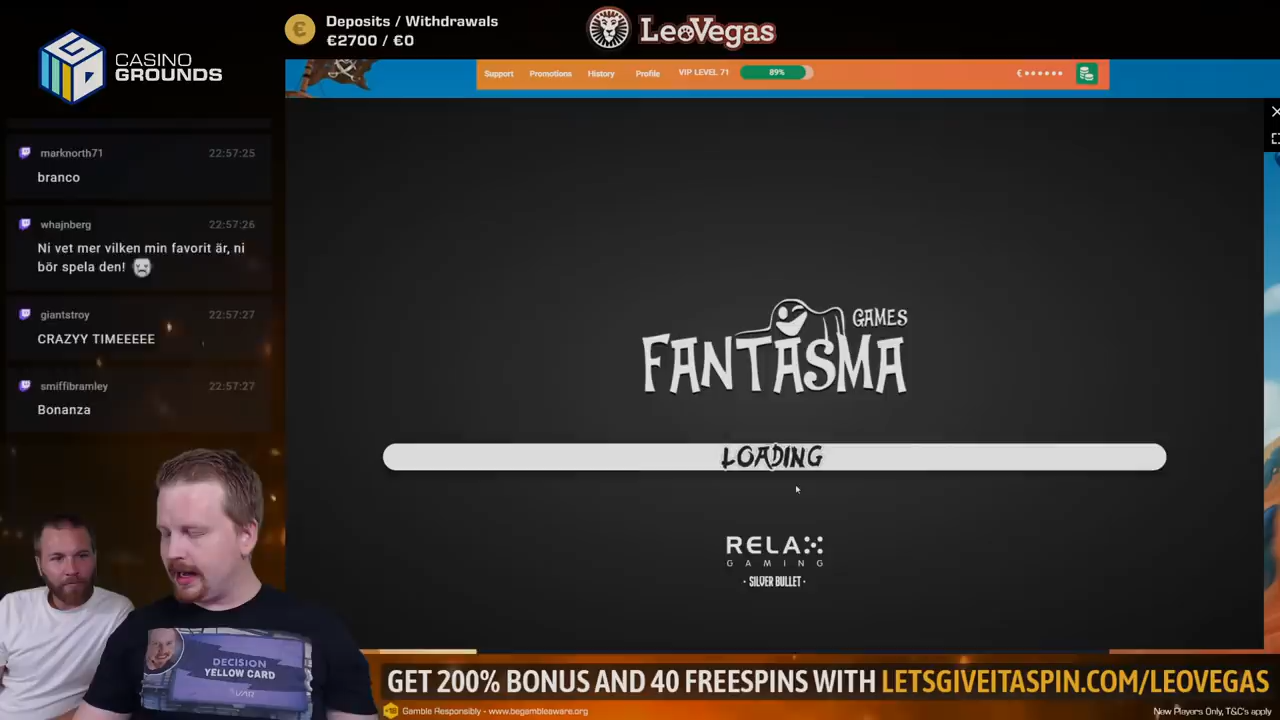 CASINO
GROUNDS
Deposits / Withdrawals
€2700 / €0
LeoVegas
Support
Promotions
History
Profile
VIP LEVEL 71
89%
marknorth71
22:57:25
branco
whajnberg
22:57:26
Ni vet mer vilken min favorit är, ni
bör spela den!
giantstroy
22:57:27
CRAZYY TIMEEEEE
smiffibramley
22:57:27
Bonanza
GAMES
FANTASMA
LOADING
RELAX
GAMING
· SILVER BULLET ·
DECISION
YELLOW CARD
VAR
GET 200% BONUS AND 40 FREESPINS WITH LETSGIVEITASPIN.COM/LEOVEGAS
Gamble Responsibly - www.begambleaware.org
New Players Only, T&C's apply